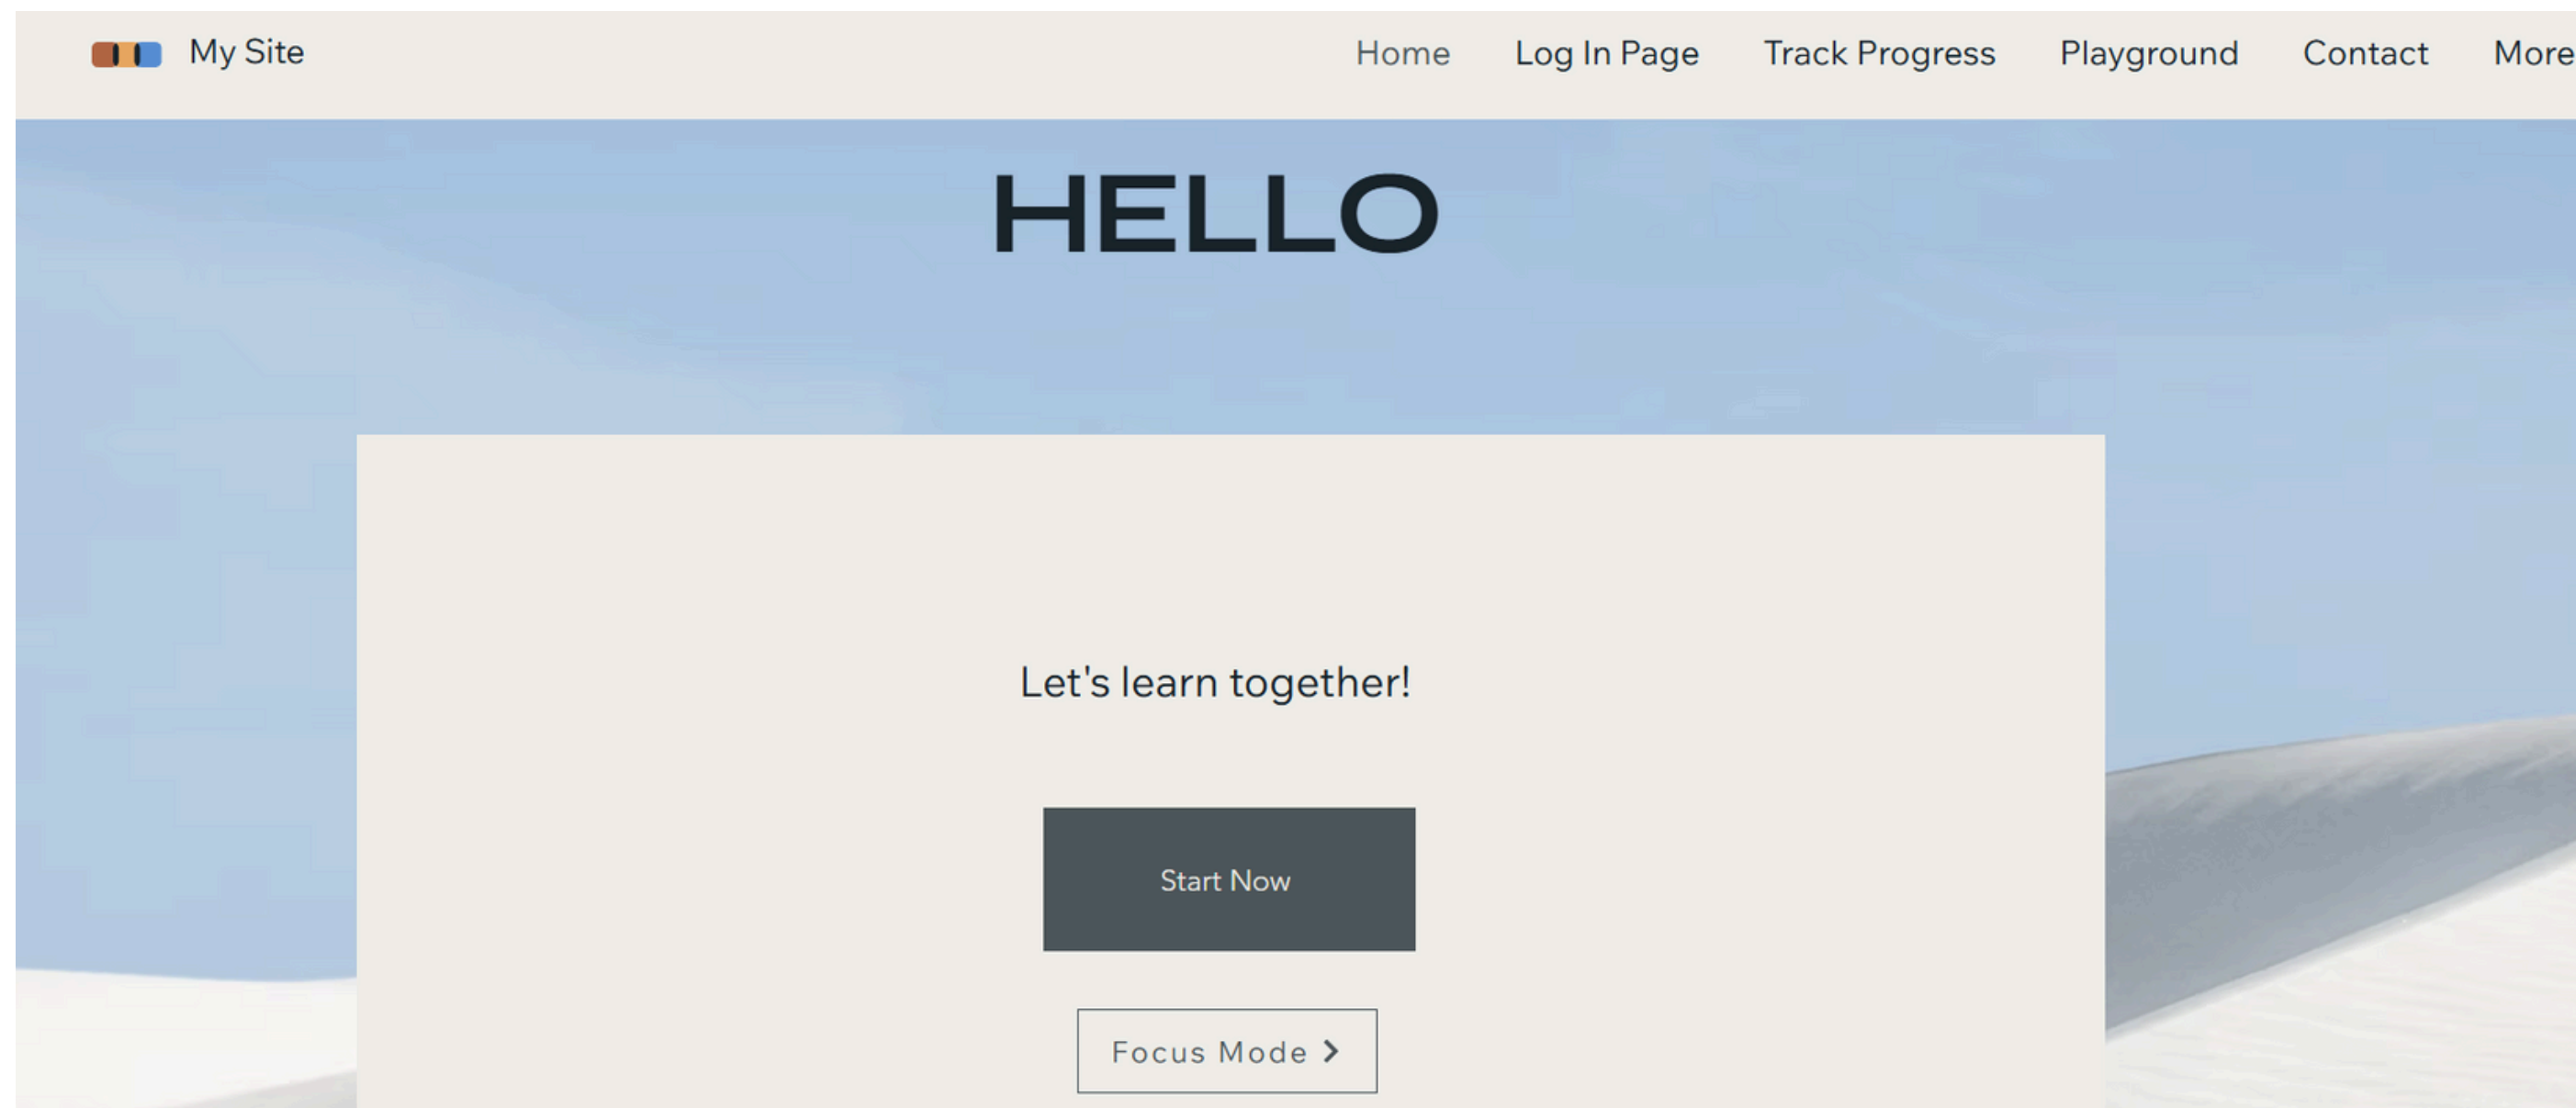 My Site
Home Log In Page Track Progress Playground Contact More
HELLO
Let's learn together!
Start Now
Focus Mode